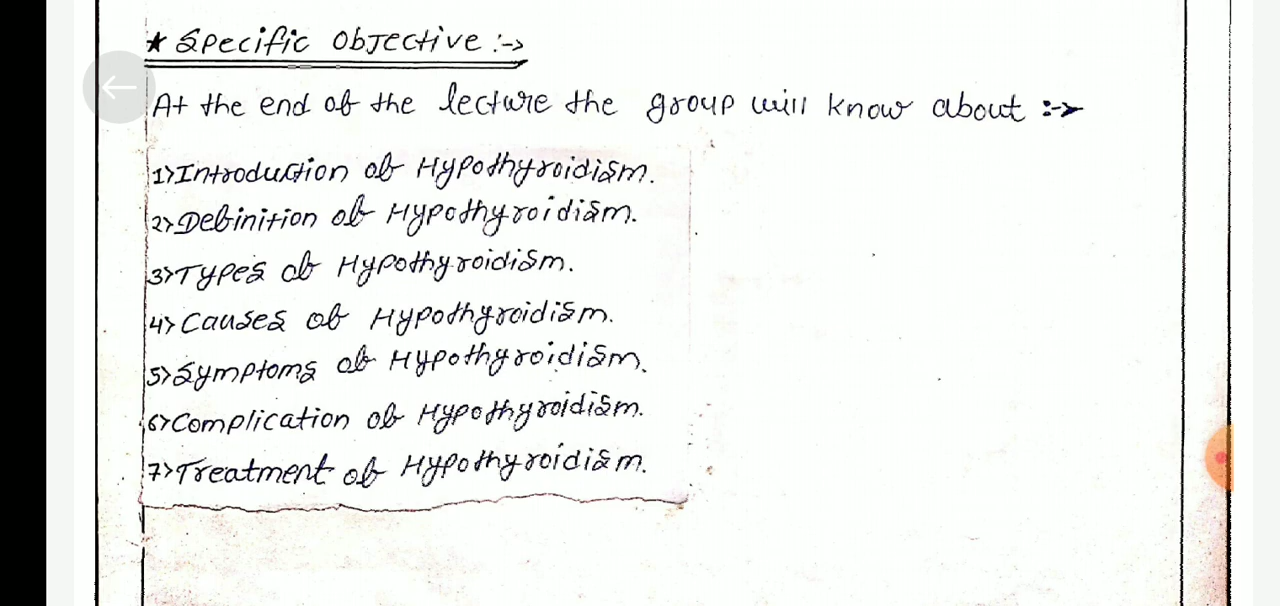 ★ Specific Objective :->
At the end of the lecture the group will know about :->
1> Introduction of Hypothyroidism.
2> Definition of Hypothyroidism.
3> Types of Hypothyroidism.
4> Causes of Hypothyroidism.
5> Symptoms of Hypothyroidism.
6> Complication of Hypothyroidism.
7> Treatment of Hypothyroidism.